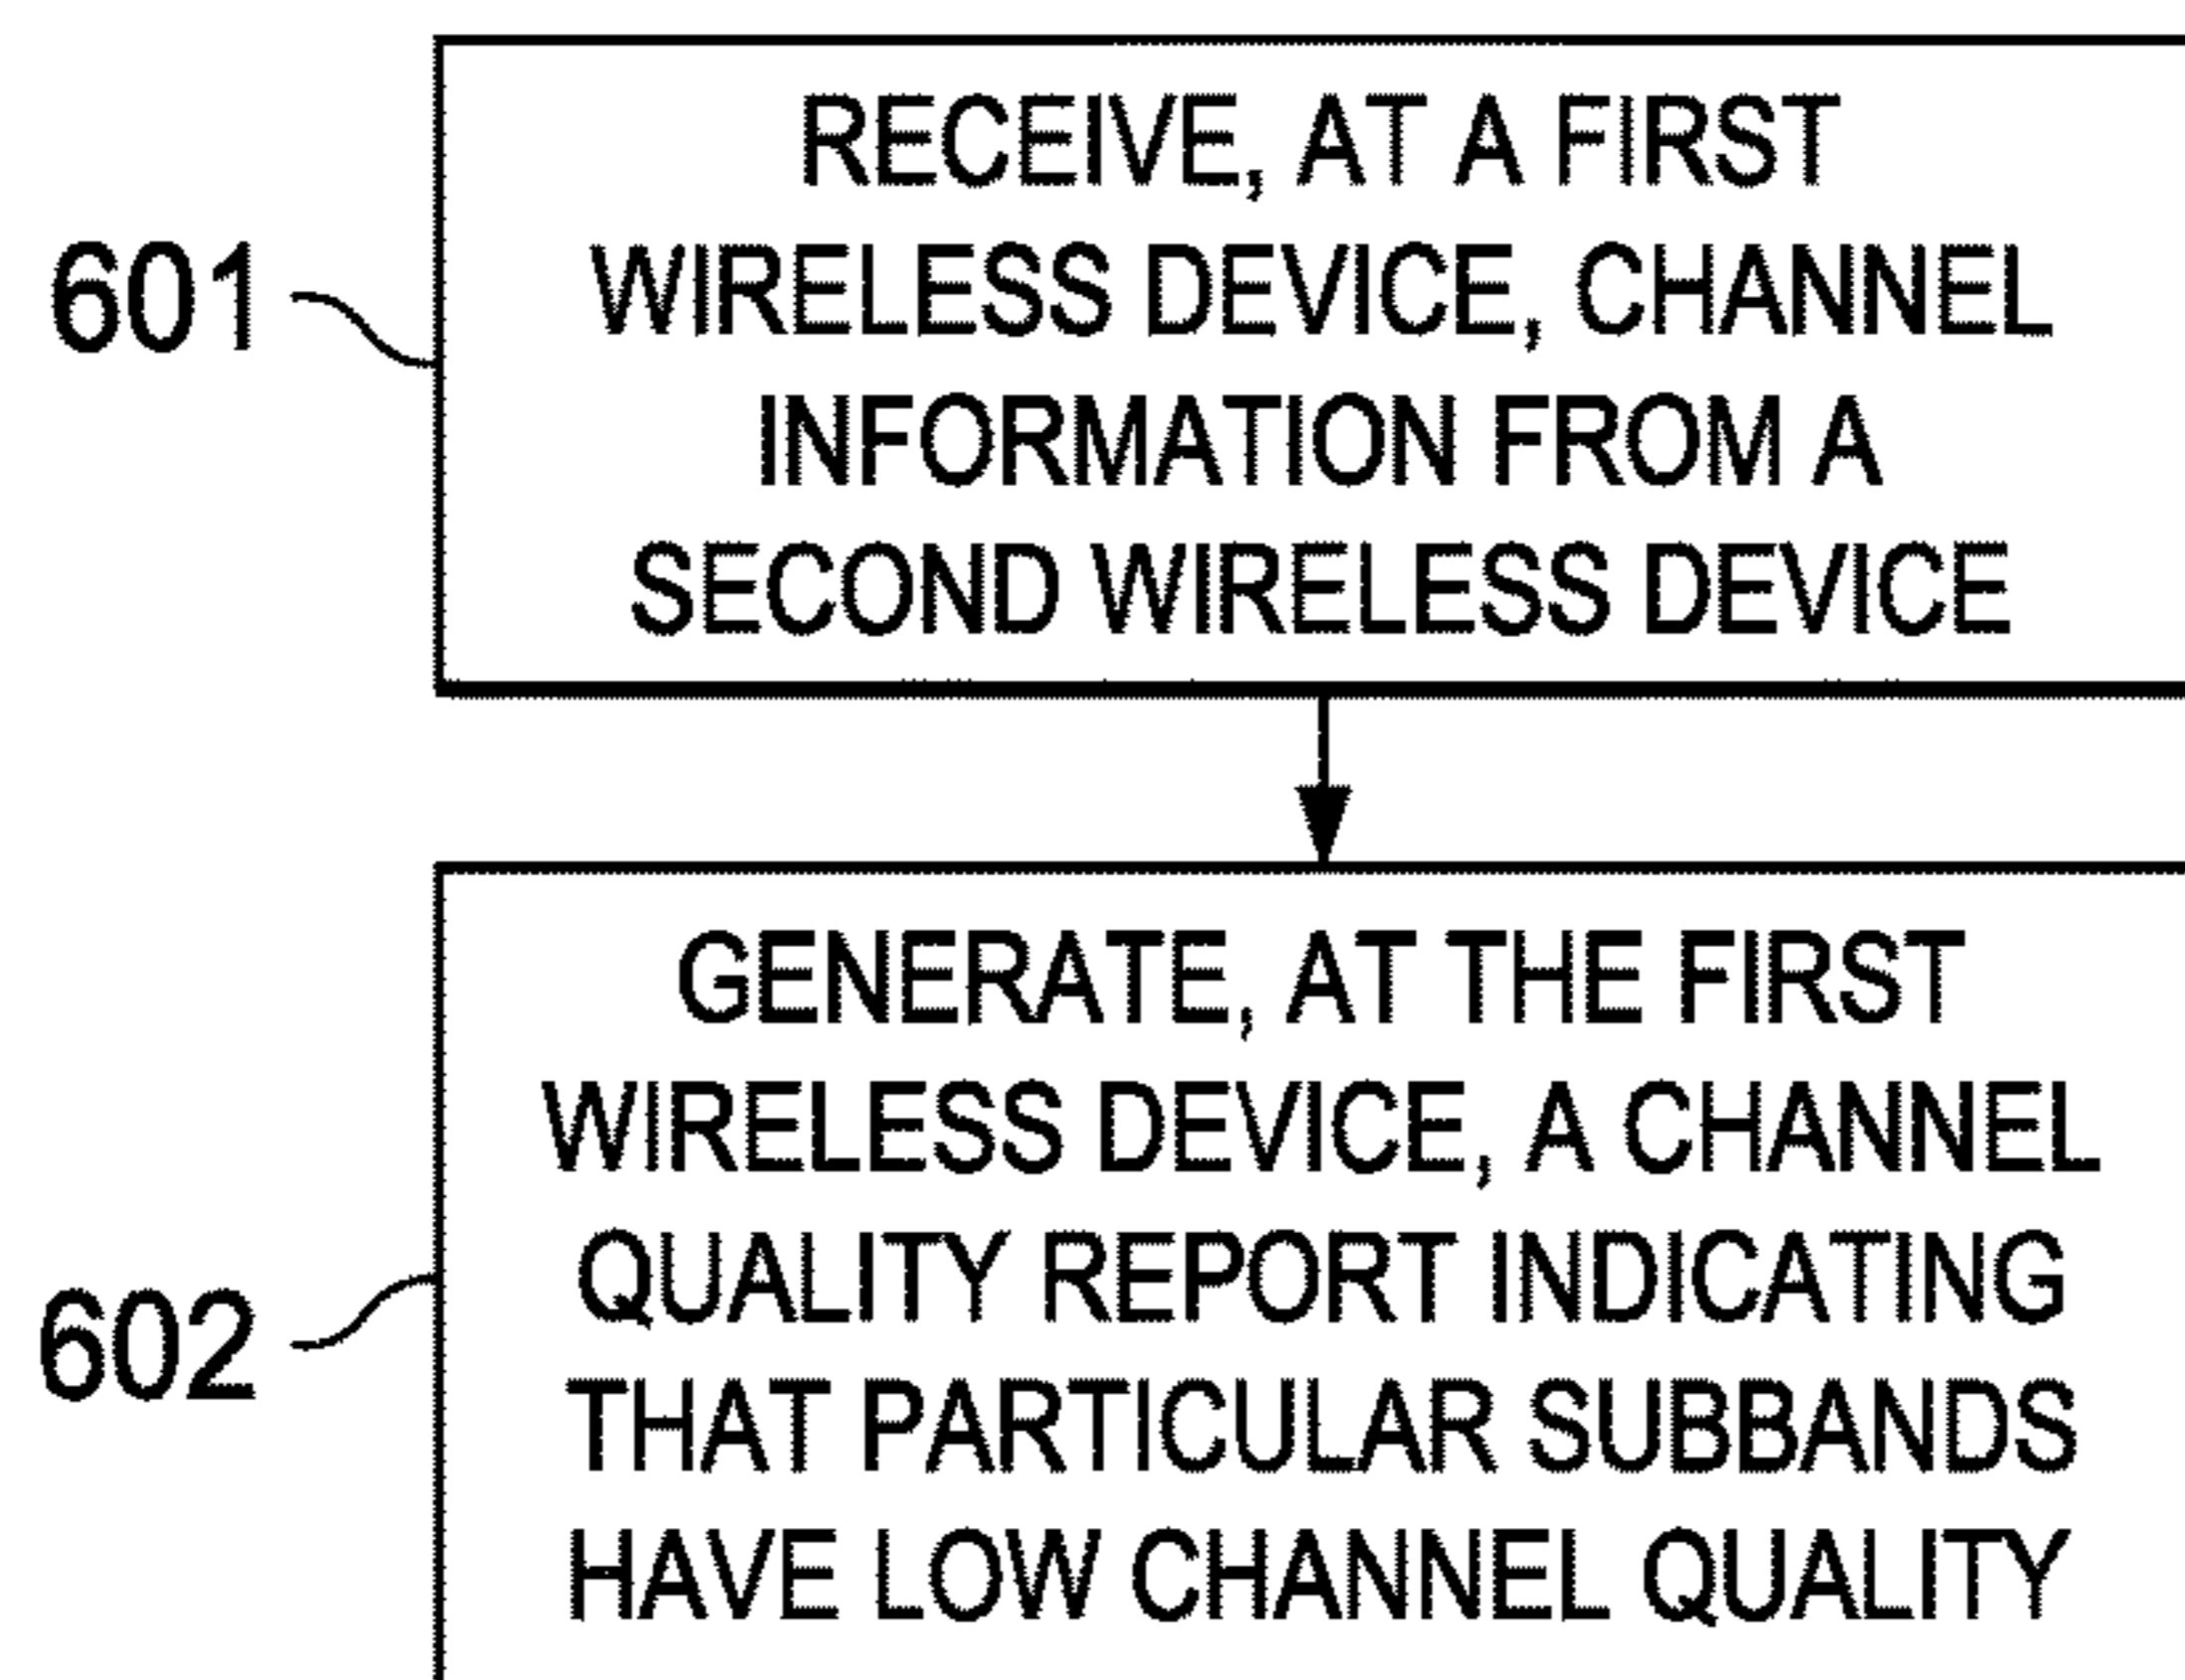 601
RECEIVE, AT A FIRST
WIRELESS DEVICE, CHANNEL
INFORMATION FROM A
SECOND WIRELESS DEVICE
602
GENERATE, AT THE FIRST
WIRELESS DEVICE, A CHANNEL
QUALITY REPORT INDICATING
THAT PARTICULAR SUBBANDS
HAVE LOW CHANNEL QUALITY